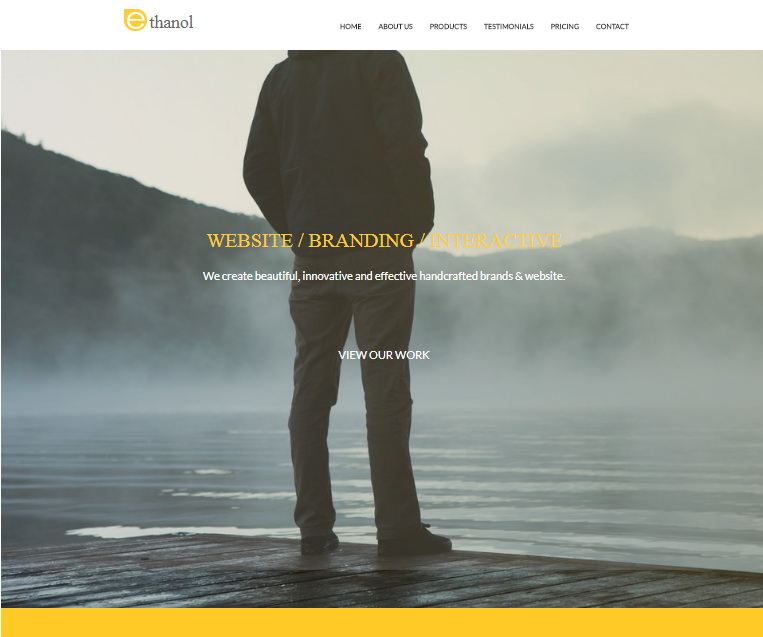 ethanol
HOME ABOUT US PRODUCTS TESTIMONIALS PRICING CONTACT
WEBSITE / BRANDING / INTERACTIVE
We create beautiful, innovative and effective handcrafted brands & website.
VIEW OUR WORK